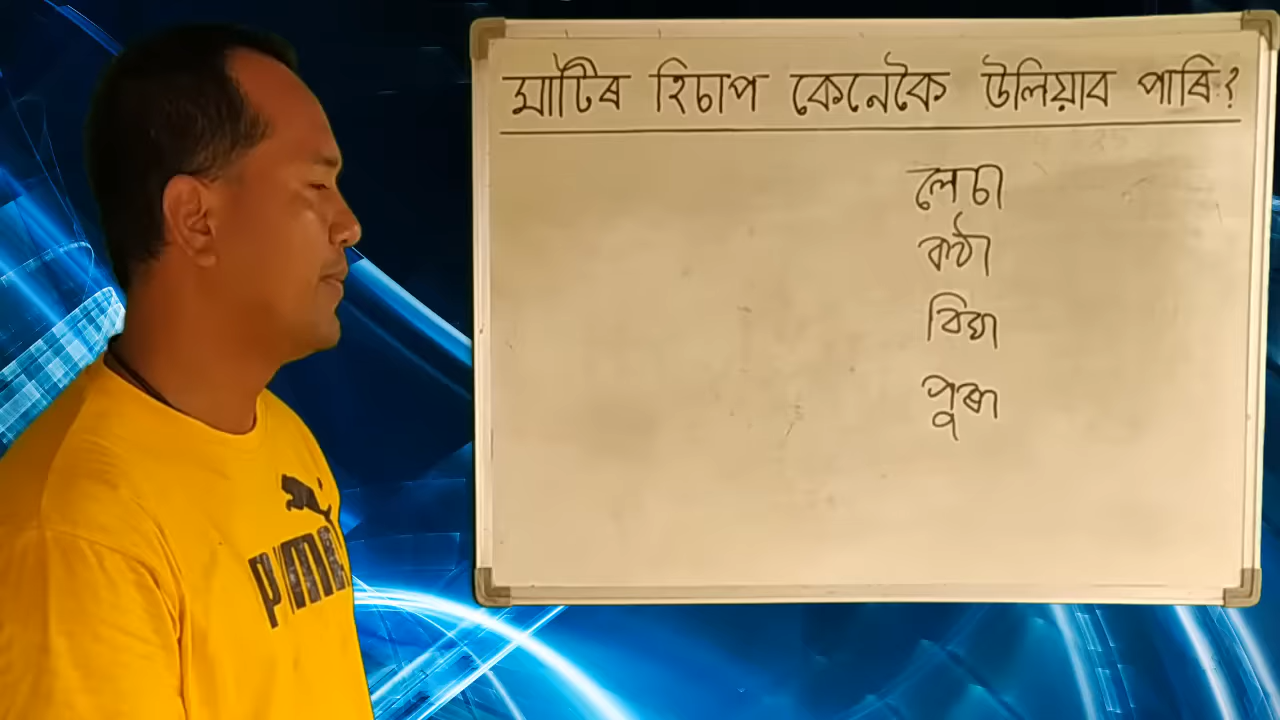 মাটিৰ হিচাপ কেনেকৈ উলিয়াব পাৰি?
লেচা
কঠা
বিঘা
পুৰা
PUMA